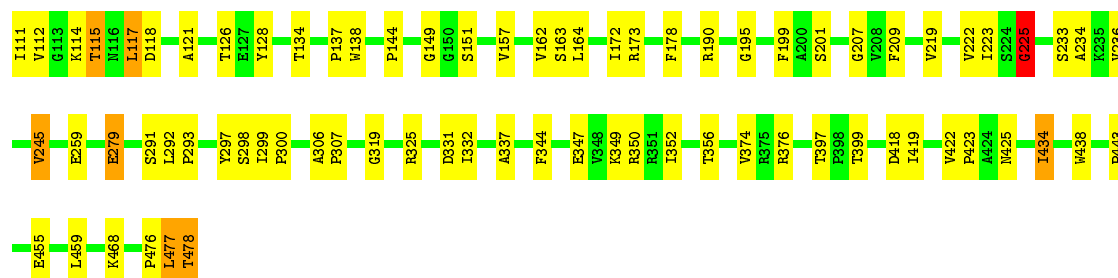 I111 V112 G113 K114 T115 N116 L117 D118 A121 T126 E127 Y128 T134 P137 W138 P144 G149 G150 S151 V157 V162 S163 L164 I172 R173 F178 R190 G195 F199 A200 S201 G207 V208 F209 V219 V222 I223 S224 G225 S233 A234 K235 V236
V245 E259 E279 S291 L292 P293 Y297 S298 I299 P300 A306 P307 G319 R325 D331 I332 A337 F344 E347 V348 K349 R350 R351 I352 T356 V374 R375 R376 T397 P398 T399 D418 I419 V422 P423 A424 N425 I434 W438
E455 L459 K468 P476 L477 T478